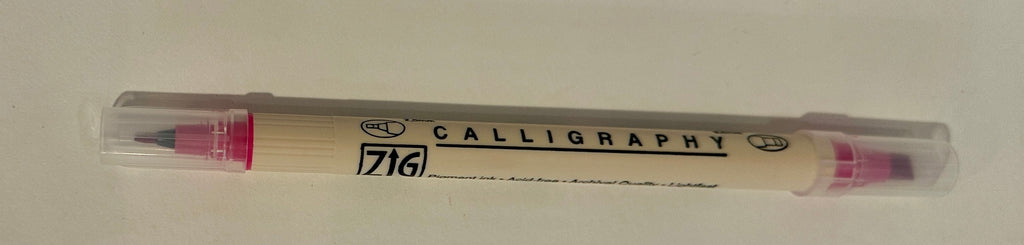 CALLIGRAPHY
ZIG
Pigment ink • Acid free • Archival Quality • Lightfast